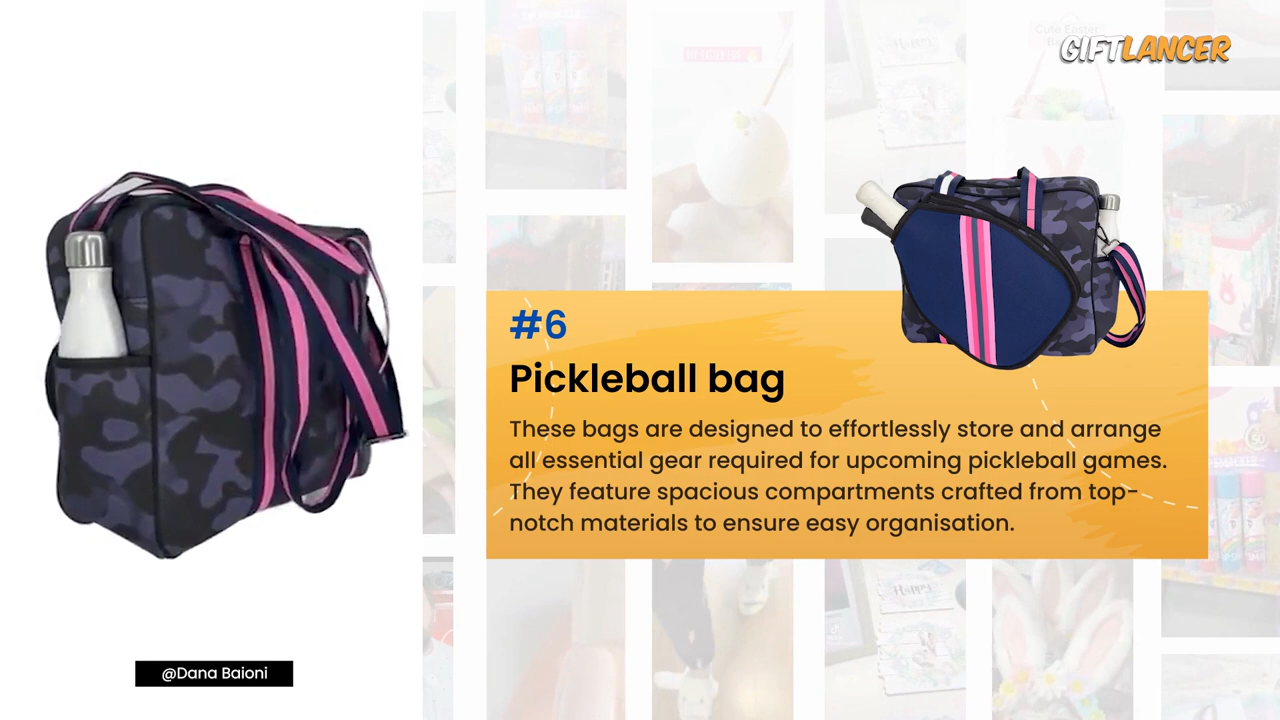 GIFTLANCER
#6
Pickleball bag
These bags are designed to effortlessly store and arrange
all essential gear required for upcoming pickleball games.
They feature spacious compartments crafted from top-
notch materials to ensure easy organisation.
@Dana Baioni